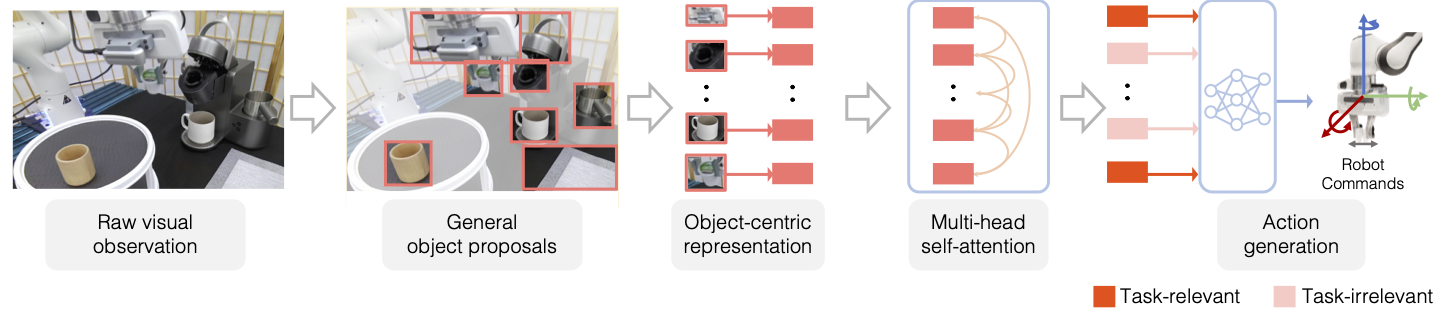 Robot
Commands
Raw visual
observation
General
object proposals
Object-centric
representation
Multi-head
self-attention
Action
generation
Task-relevant
Task-irrelevant